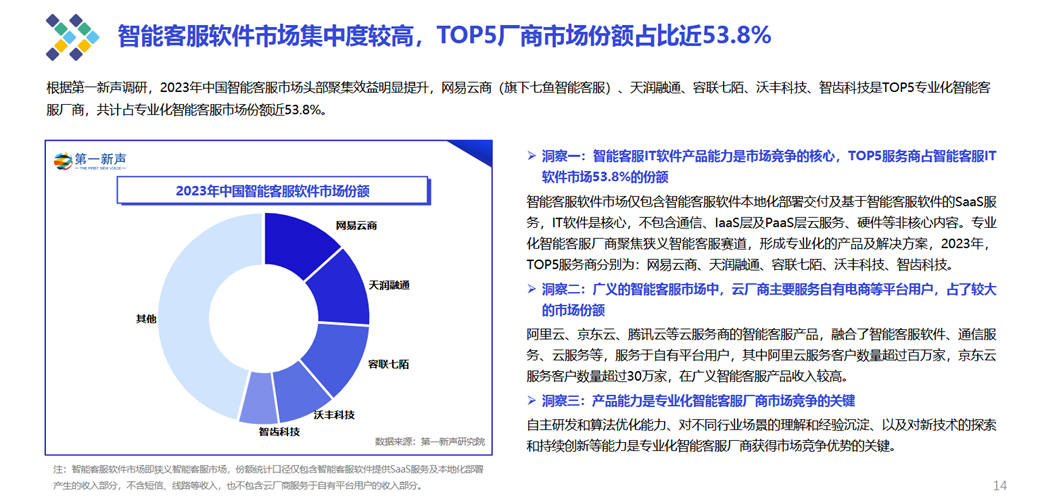 智能客服软件市场集中度较高，TOP5厂商市场份额占比近53.8%
根据第一新声调研，2023年中国智能客服市场头部聚集效益明显提升，网易云商（旗下七鱼智能客服）、天润融通、容联七陌、沃丰科技、智齿科技是TOP5专业化智能客
服厂商，共计占专业化智能客服市场份额近53.8%。
第一新声
THE FIRST NEW VOICE
2023年中国智能客服软件市场份额
网易云商
天润融通
其他
容联七陌
沃丰科技
智齿科技
数据来源：第一新声研究院
注：智能客服软件市场即狭义智能客服市场，份额统计口径仅包含智能客服软件提供SaaS服务及本地化部署
产生的收入部分，不含短信、线路等收入，也不包含云厂商服务于自有平台用户的收入部分。
洞察一：智能客服IT软件产品能力是市场竞争的核心，TOP5服务商占智能客服IT
软件市场53.8%的份额
智能客服软件市场仅包含智能客服软件本地化部署交付及基于智能客服软件的SaaS服
务，IT软件是核心，不包含通信、IaaS层及PaaS层云服务、硬件等非核心内容。专业
化智能客服厂商聚焦狭义智能客服赛道，形成专业化的产品及解决方案，2023年，
TOP5服务商分别为：网易云商、天润融通、容联七陌、沃丰科技、智齿科技。
洞察二：广义的智能客服市场中，云厂商主要服务自有电商等平台用户，占了较大
的市场份额
阿里云、京东云、腾讯云等云服务商的智能客服产品，融合了智能客服软件、通信服
务、云服务等，服务于自有平台用户，其中阿里云服务客户数量超过百万家，京东云
服务客户数量超过30万家，在广义智能客服产品收入较高。
洞察三：产品能力是专业化智能客服厂商市场竞争的关键
自主研发和算法优化能力、对不同行业场景的理解和经验沉淀、以及对新技术的探索
和持续创新等能力是专业化智能客服厂商获得市场竞争优势的关键。
14